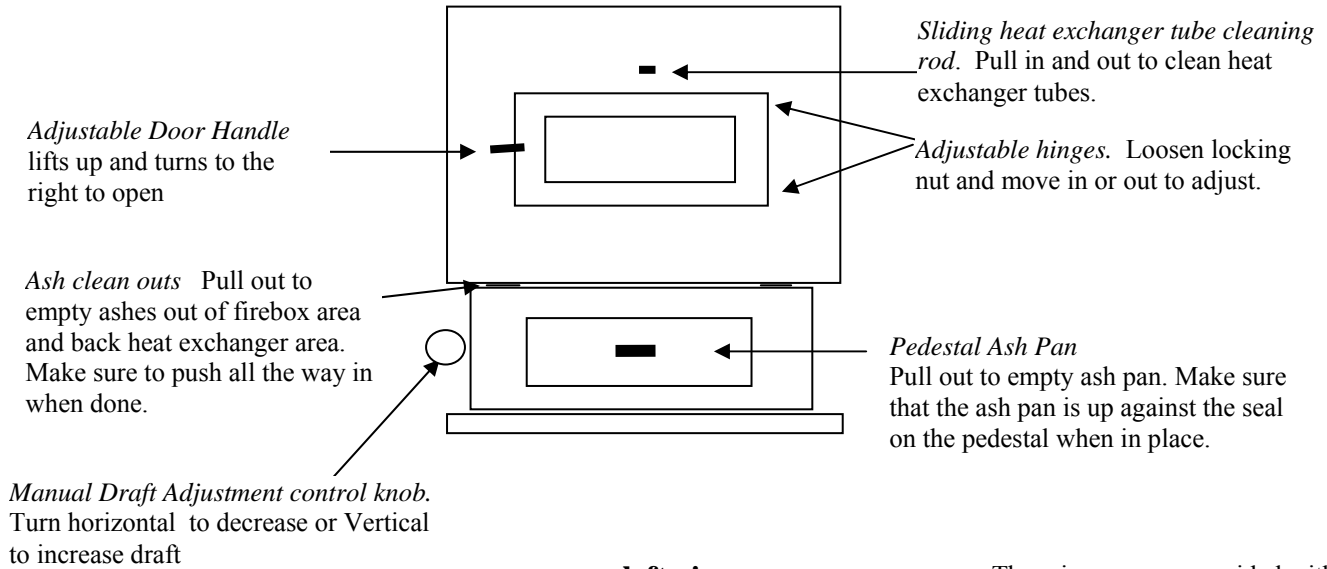 Sliding heat exchanger tube cleaning
rod. Pull in and out to clean heat
exchanger tubes.
Adjustable Door Handle
lifts up and turns to the
right to open
Adjustable hinges. Loosen locking
nut and move in or out to adjust.
Ash clean outs Pull out to
empty ashes out of firebox area
and back heat exchanger area.
Make sure to push all the way in
when done.
Pedestal Ash Pan
Pull out to empty ash pan. Make sure
that the ash pan is up against the seal
on the pedestal when in place.
Manual Draft Adjustment control knob.
Turn horizontal to decrease or Vertical
to increase draft